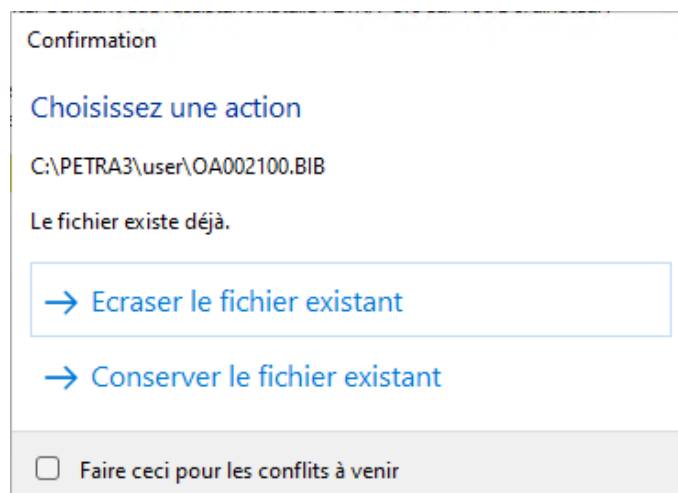 Confirmation
Choisissez une action
C:\PETRA3\user\OA002100.BIB
Le fichier existe déjà.
→ Ecraser le fichier existant
→ Conserver le fichier existant
Faire ceci pour les conflits à venir